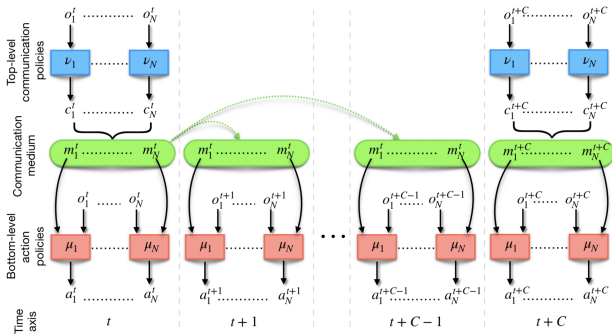 Top-level communication policies
o_1^t ......... o_N^t
o_1^{t+C} ......... o_N^{t+C}
ν_1 ......... ν_N
ν_1 ......... ν_N
c_1^t ......... c_N^t
c_1^{t+C} ......... c_N^{t+C}
Communication medium
m_1^t ......... m_N^t
m_1^t ......... m_N^t
m_1^t ......... m_N^t
m_1^{t+C} ......... m_N^{t+C}
Bottom-level action policies
o_1^t ...... o_N^t
o_1^{t+1} ...... o_N^{t+1}
o_1^{t+C-1} ...... o_N^{t+C-1}
o_1^{t+C} ...... o_N^{t+C}
μ_1 ......... μ_N
μ_1 ......... μ_N
• • •
μ_1 ......... μ_N
μ_1 ......... μ_N
a_1^t ......... a_N^t
a_1^{t+1} ......... a_N^{t+1}
a_1^{t+C-1} ......... a_N^{t+C-1}
a_1^{t+C} ......... a_N^{t+C}
Time axis
t
t + 1
t + C − 1
t + C